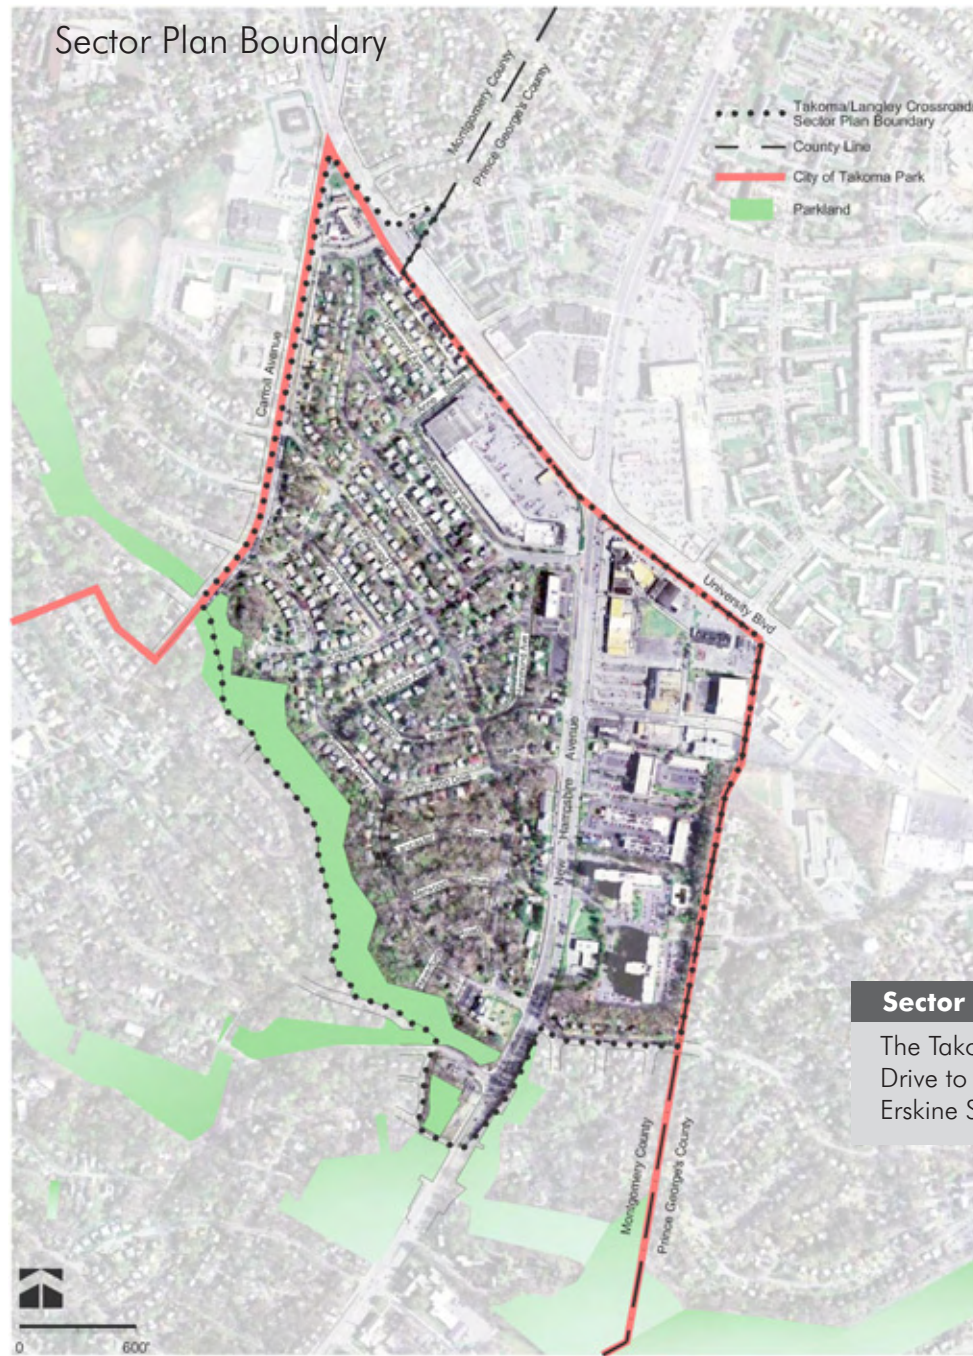 Sector Plan Boundary
Montgomery County
Prince George's County
Takoma/Langley Crossroads
Sector Plan Boundary
County Line
City of Takoma Park
Parkland
Carroll Avenue
University Blvd
New Hampshire Avenue
Sector
The Tako
Drive to
Erskine S
Montgomery County
Prince George's County
0 600'